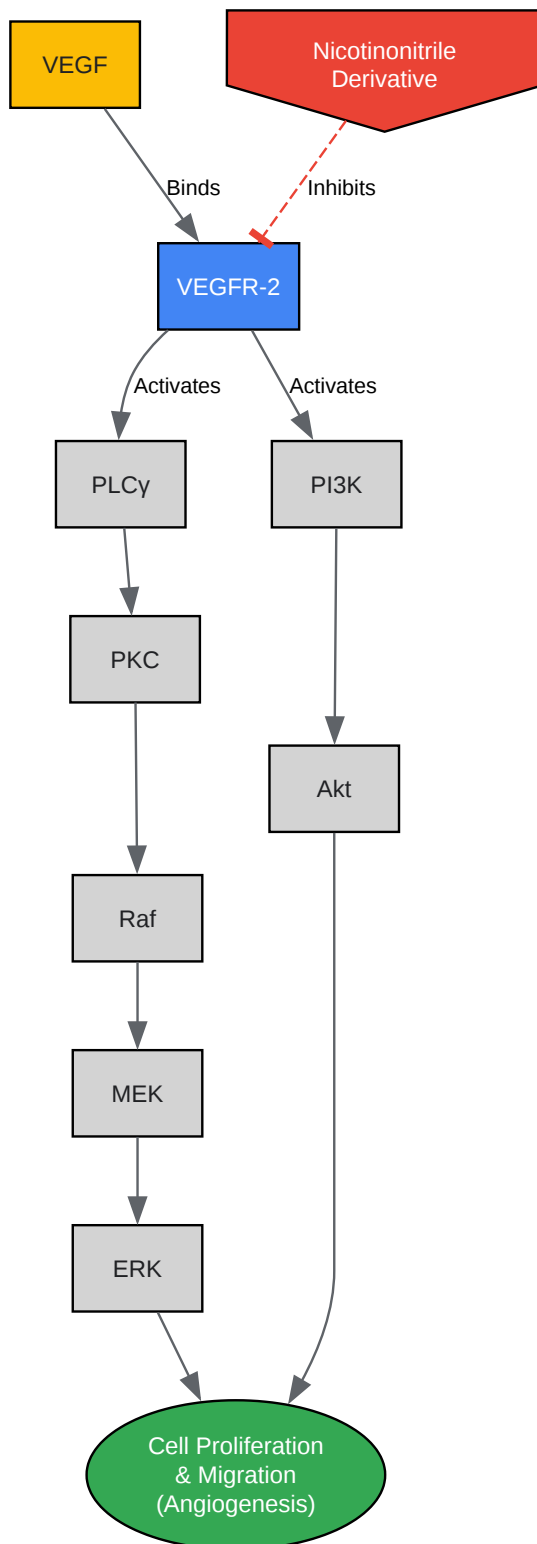 VEGF
Nicotinonitrile
Derivative
Binds
Inhibits
VEGFR-2
Activates
Activates
PLCγ
PI3K
PKC
Akt
Raf
MEK
ERK
Cell Proliferation
& Migration
(Angiogenesis)